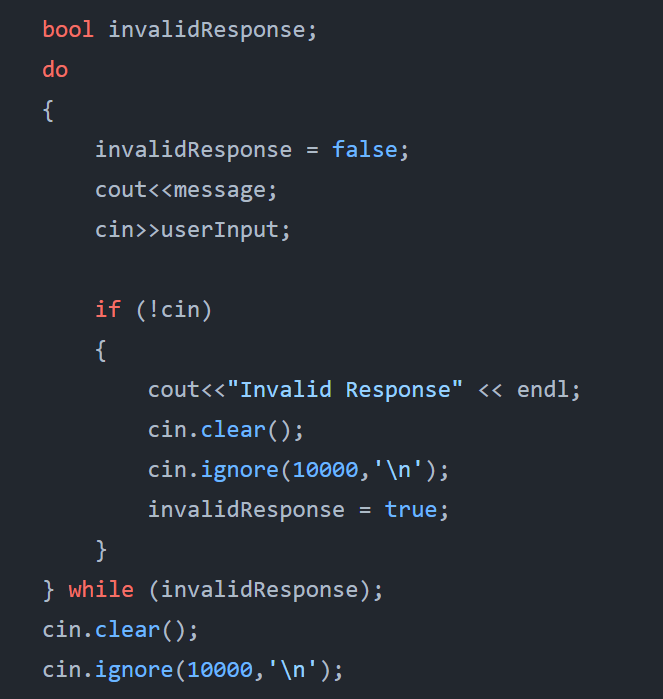 bool invalidResponse;
do
{
    invalidResponse = false;
    cout<<message;
    cin>>userInput;

    if (!cin)
    {
        cout<<"Invalid Response" << endl;
        cin.clear();
        cin.ignore(10000,'\n');
        invalidResponse = true;
    }
} while (invalidResponse);
cin.clear();
cin.ignore(10000,'\n');